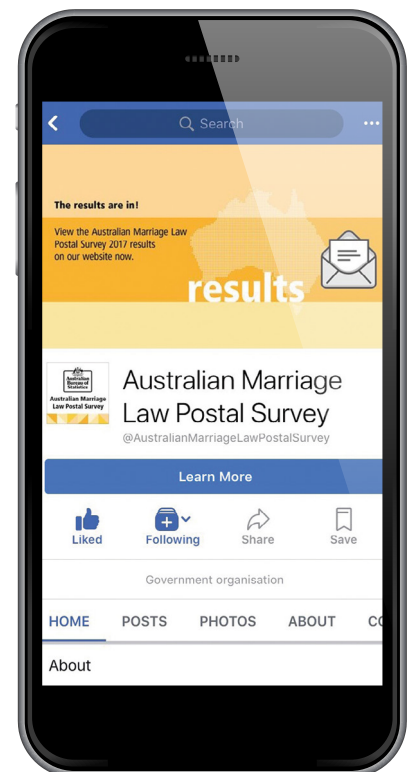 Search
The results are in!
View the Australian Marriage Law
Postal Survey 2017 results
on our website now.
results
Australian
Bureau of
Statistics
Australian Marriage
Law Postal Survey
Australian Marriage
Law Postal Survey
@AustralianMarriageLawPostalSurvey
Learn More
Liked Following Share Save
Government organisation
HOME POSTS PHOTOS ABOUT CO
About